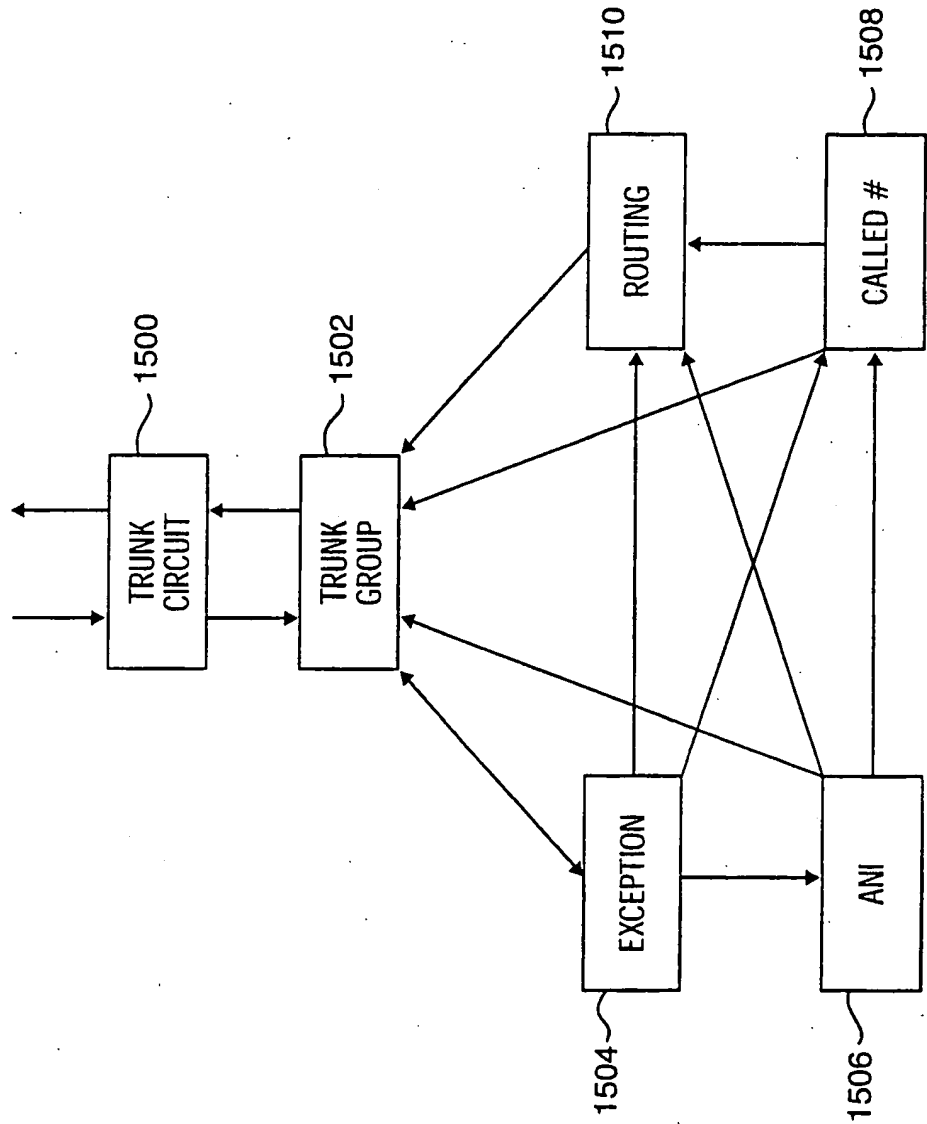 1500
TRUNK
CIRCUIT
1502
TRUNK
GROUP
1504
EXCEPTION
ROUTING
1510
1506
ANI
CALLED #
1508